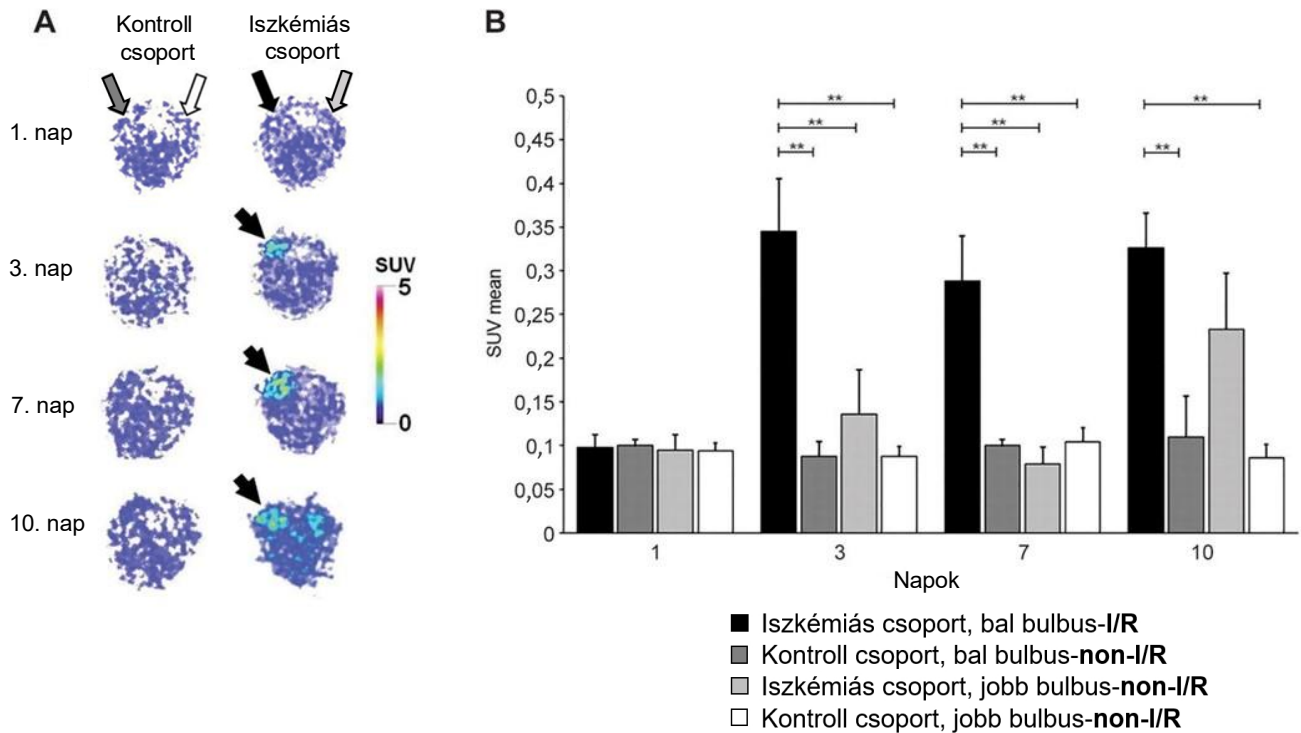 A
Kontroll
csoport
Iszkémiás
csoport
1. nap
3. nap
7. nap
10. nap
SUV
5
0
B
SUV mean
0,5
0,45
0,4
0,35
0,3
0,25
0,2
0,15
0,1
0,05
0
**
**
**
**
**
**
**
**
1
3
7
10
Napok
Iszkémiás csoport, bal bulbus-I/R
Kontroll csoport, bal bulbus-non-I/R
Iszkémiás csoport, jobb bulbus-non-I/R
Kontroll csoport, jobb bulbus-non-I/R